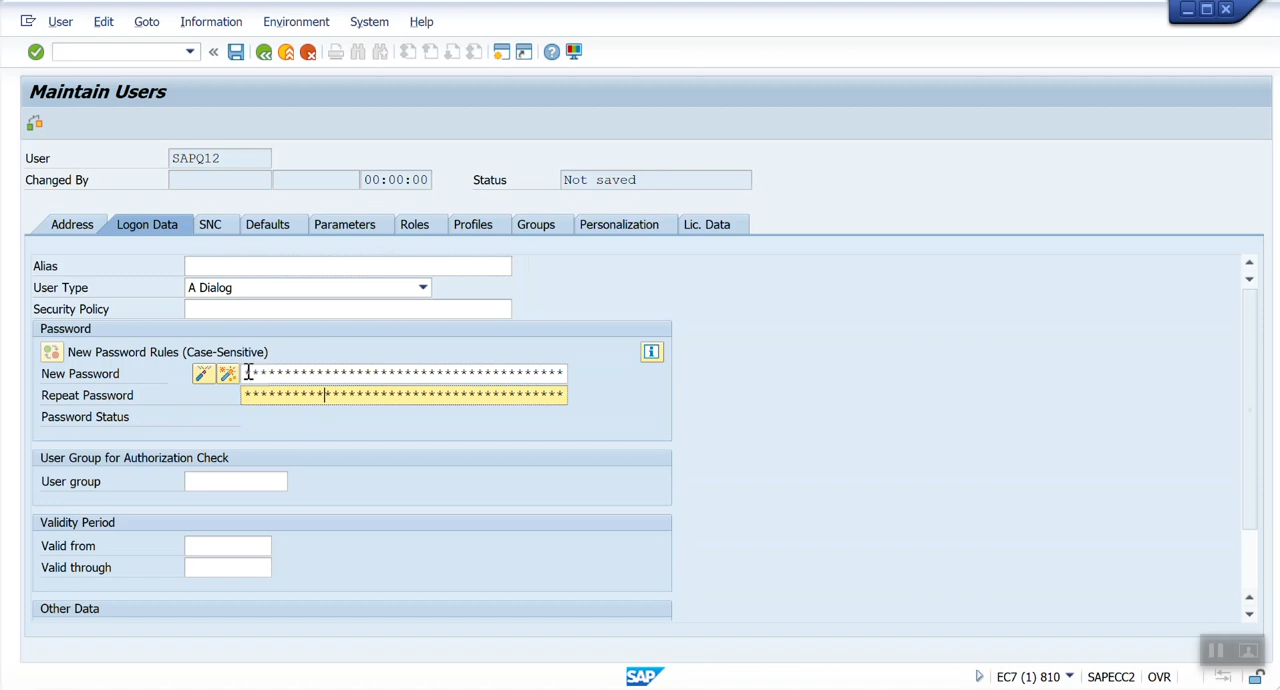 User Edit Goto Information Environment System Help
Maintain Users
User SAPQ12
Changed By 00:00:00 Status Not saved
Address Logon Data SNC Defaults Parameters Roles Profiles Groups Personalization Lic. Data
Alias
User Type A Dialog
Security Policy
Password
New Password Rules (Case-Sensitive)
New Password ****************************************
Repeat Password ****************************************
Password Status
User Group for Authorization Check
User group
Validity Period
Valid from
Valid through
Other Data
SAP EC7 (1) 810 SAPECC2 OVR